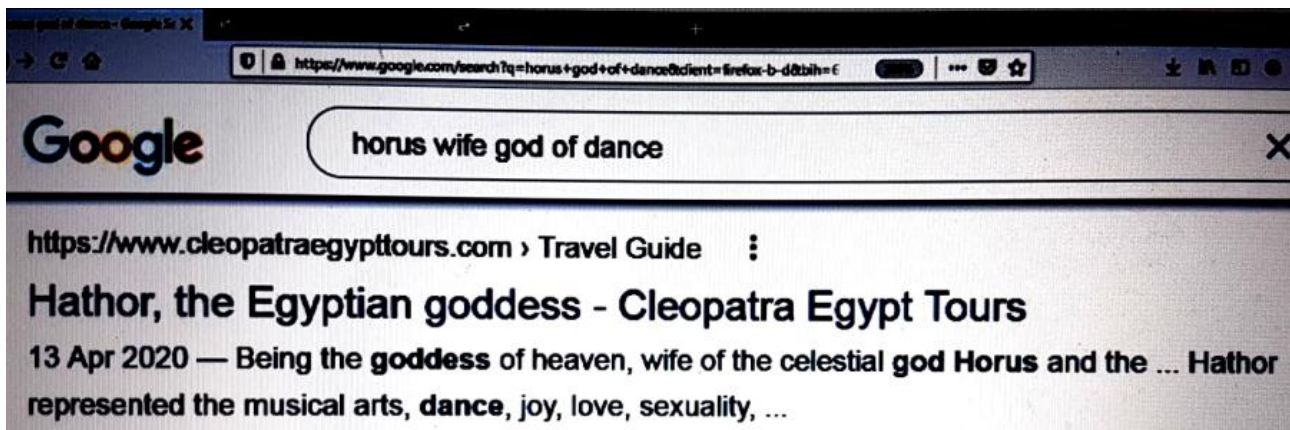 https://www.google.com/search?q=horus+god+of+dance&client=firefox-b-d&bih=6
Google
horus wife god of dance
https://www.cleopatraegypttours.com › Travel Guide
Hathor, the Egyptian goddess - Cleopatra Egypt Tours
13 Apr 2020 — Being the goddess of heaven, wife of the celestial god Horus and the ... Hathor
represented the musical arts, dance, joy, love, sexuality, ...